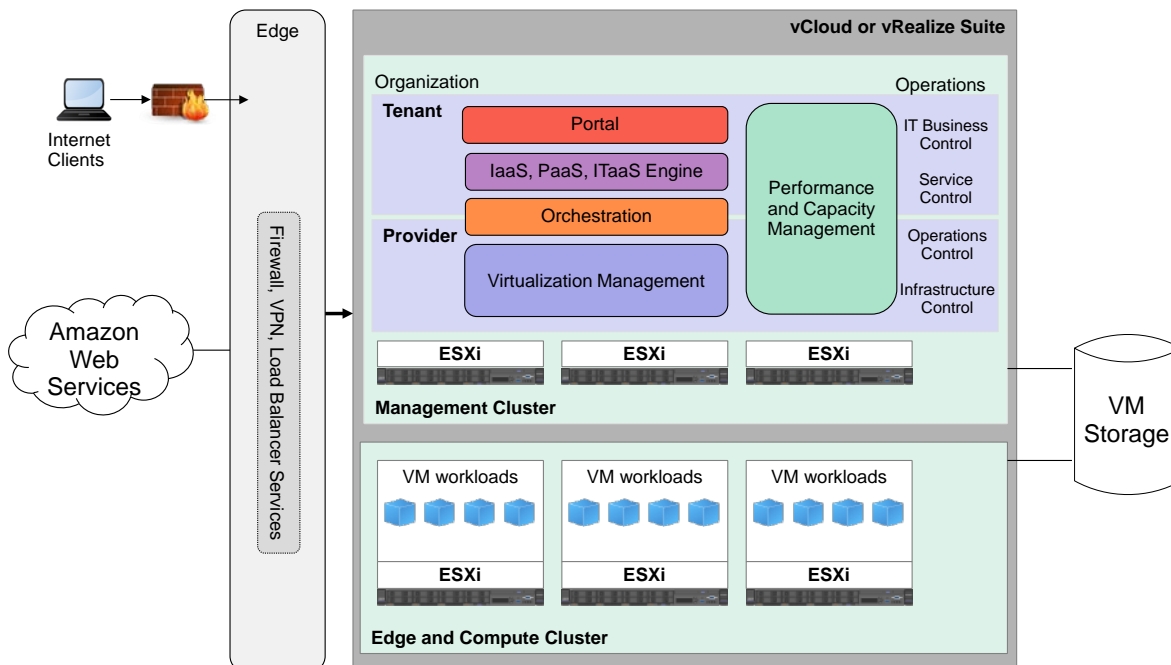 Edge
Internet
Clients
Firewall, VPN, Load Balancer Services
Amazon
Web
Services
vCloud or vRealize Suite
Organization
Operations
Tenant
Portal
IaaS, PaaS, ITaaS Engine
Orchestration
Provider
Virtualization Management
Performance
and Capacity
Management
IT Business
Control
Service
Control
Operations
Control
Infrastructure
Control
ESXi
ESXi
ESXi
Management Cluster
VM workloads
VM workloads
VM workloads
ESXi
ESXi
ESXi
Edge and Compute Cluster
VM
Storage